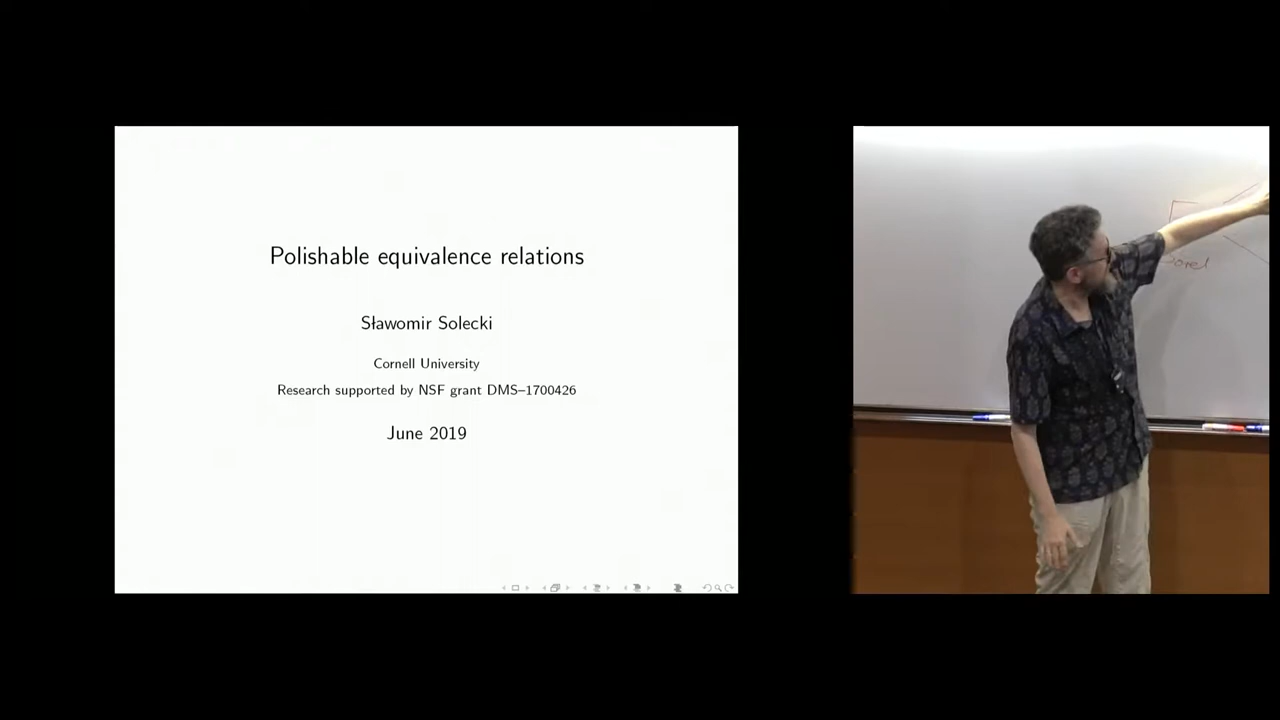 Polishable equivalence relations
Sławomir Solecki
Cornell University
Research supported by NSF grant DMS–1700426
June 2019